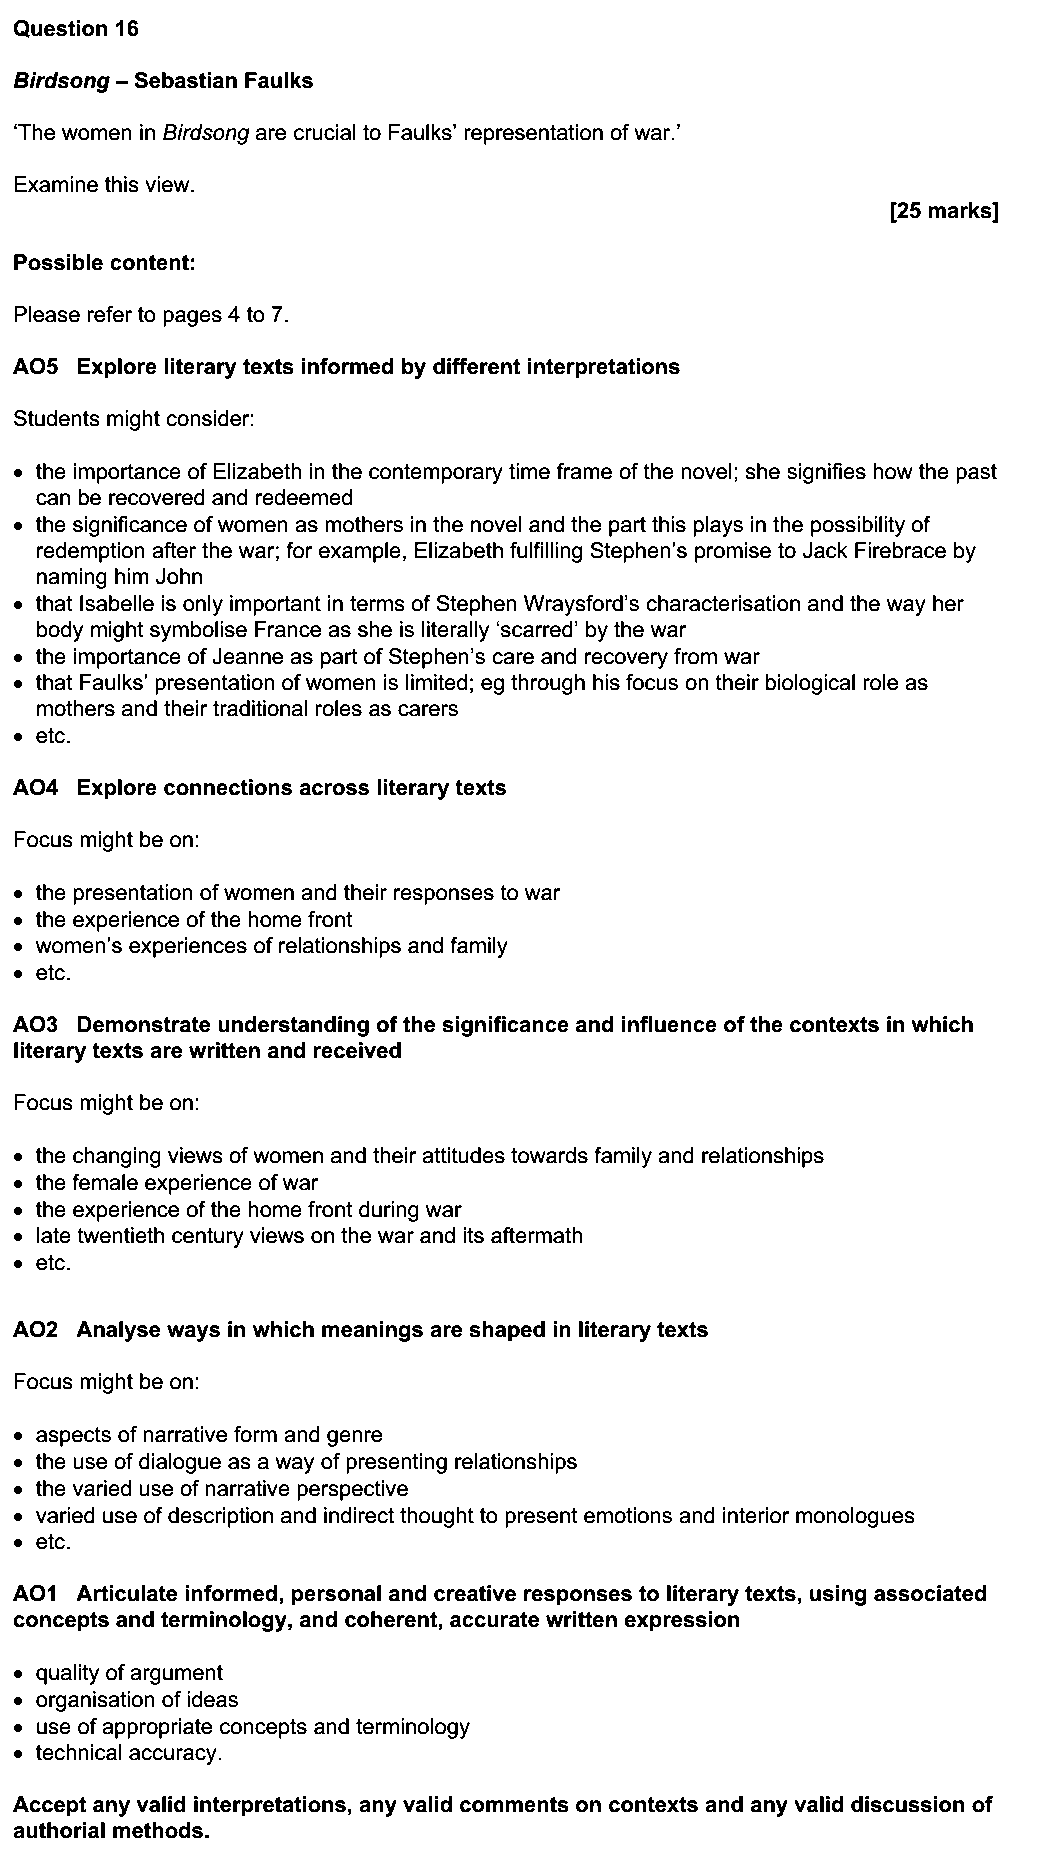 Question 16
Birdsong – Sebastian Faulks
‘The women in Birdsong are crucial to Faulks’ representation of war.’
Examine this view.
[25 marks]
Possible content:
Please refer to pages 4 to 7.
AO5 Explore literary texts informed by different interpretations
Students might consider:
• the importance of Elizabeth in the contemporary time frame of the novel; she signifies how the past
can be recovered and redeemed
• the significance of women as mothers in the novel and the part this plays in the possibility of
redemption after the war; for example, Elizabeth fulfilling Stephen’s promise to Jack Firebrace by
naming him John
• that Isabelle is only important in terms of Stephen Wraysford’s characterisation and the way her
body might symbolise France as she is literally ‘scarred’ by the war
• the importance of Jeanne as part of Stephen’s care and recovery from war
• that Faulks’ presentation of women is limited; eg through his focus on their biological role as
mothers and their traditional roles as carers
• etc.
AO4 Explore connections across literary texts
Focus might be on:
• the presentation of women and their responses to war
• the experience of the home front
• women’s experiences of relationships and family
• etc.
AO3 Demonstrate understanding of the significance and influence of the contexts in which
literary texts are written and received
Focus might be on:
• the changing views of women and their attitudes towards family and relationships
• the female experience of war
• the experience of the home front during war
• late twentieth century views on the war and its aftermath
• etc.
AO2 Analyse ways in which meanings are shaped in literary texts
Focus might be on:
• aspects of narrative form and genre
• the use of dialogue as a way of presenting relationships
• the varied use of narrative perspective
• varied use of description and indirect thought to present emotions and interior monologues
• etc.
AO1 Articulate informed, personal and creative responses to literary texts, using associated
concepts and terminology, and coherent, accurate written expression
• quality of argument
• organisation of ideas
• use of appropriate concepts and terminology
• technical accuracy.
Accept any valid interpretations, any valid comments on contexts and any valid discussion of
authorial methods.